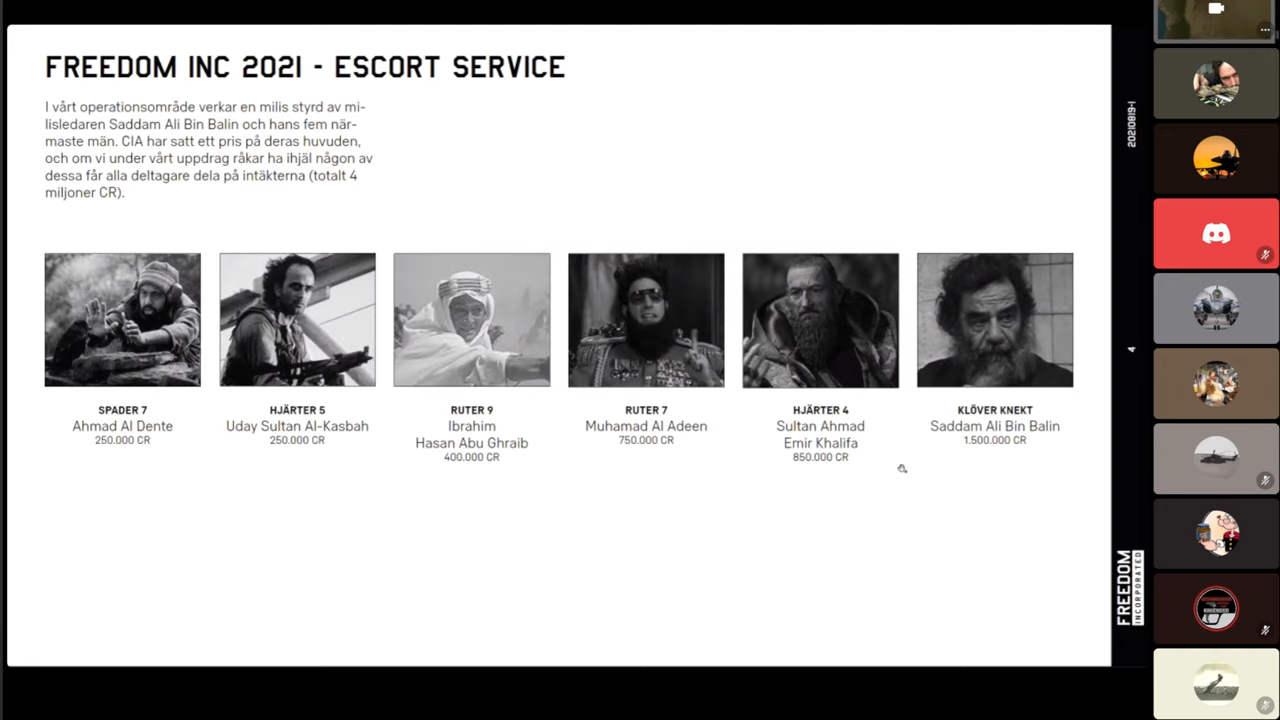 FREEDOM INC 2021 - ESCORT SERVICE
I vårt operationsområde verkar en milis styrd av mi-
lisledaren Saddam Ali Bin Balin och hans fem när-
maste män. CIA har satt ett pris på deras huvuden,
och om vi under vårt uppdrag råkar ha ihjäl någon av
dessa får alla deltagare dela på intäkterna (totalt 4
miljoner CR).
SPADER 7
Ahmad Al Dente
250.000 CR
HJÄRTER 5
Uday Sultan Al-Kasbah
250.000 CR
RUTER 9
Ibrahim
Hasan Abu Ghraib
400.000 CR
RUTER 7
Muhamad Al Adeen
750.000 CR
HJÄRTER 4
Sultan Ahmad
Emir Khalifa
850.000 CR
KLÖVER KNEKT
Saddam Ali Bin Balin
1.500.000 CR
20210819-1
4
FREEDOM
INCORPORATED